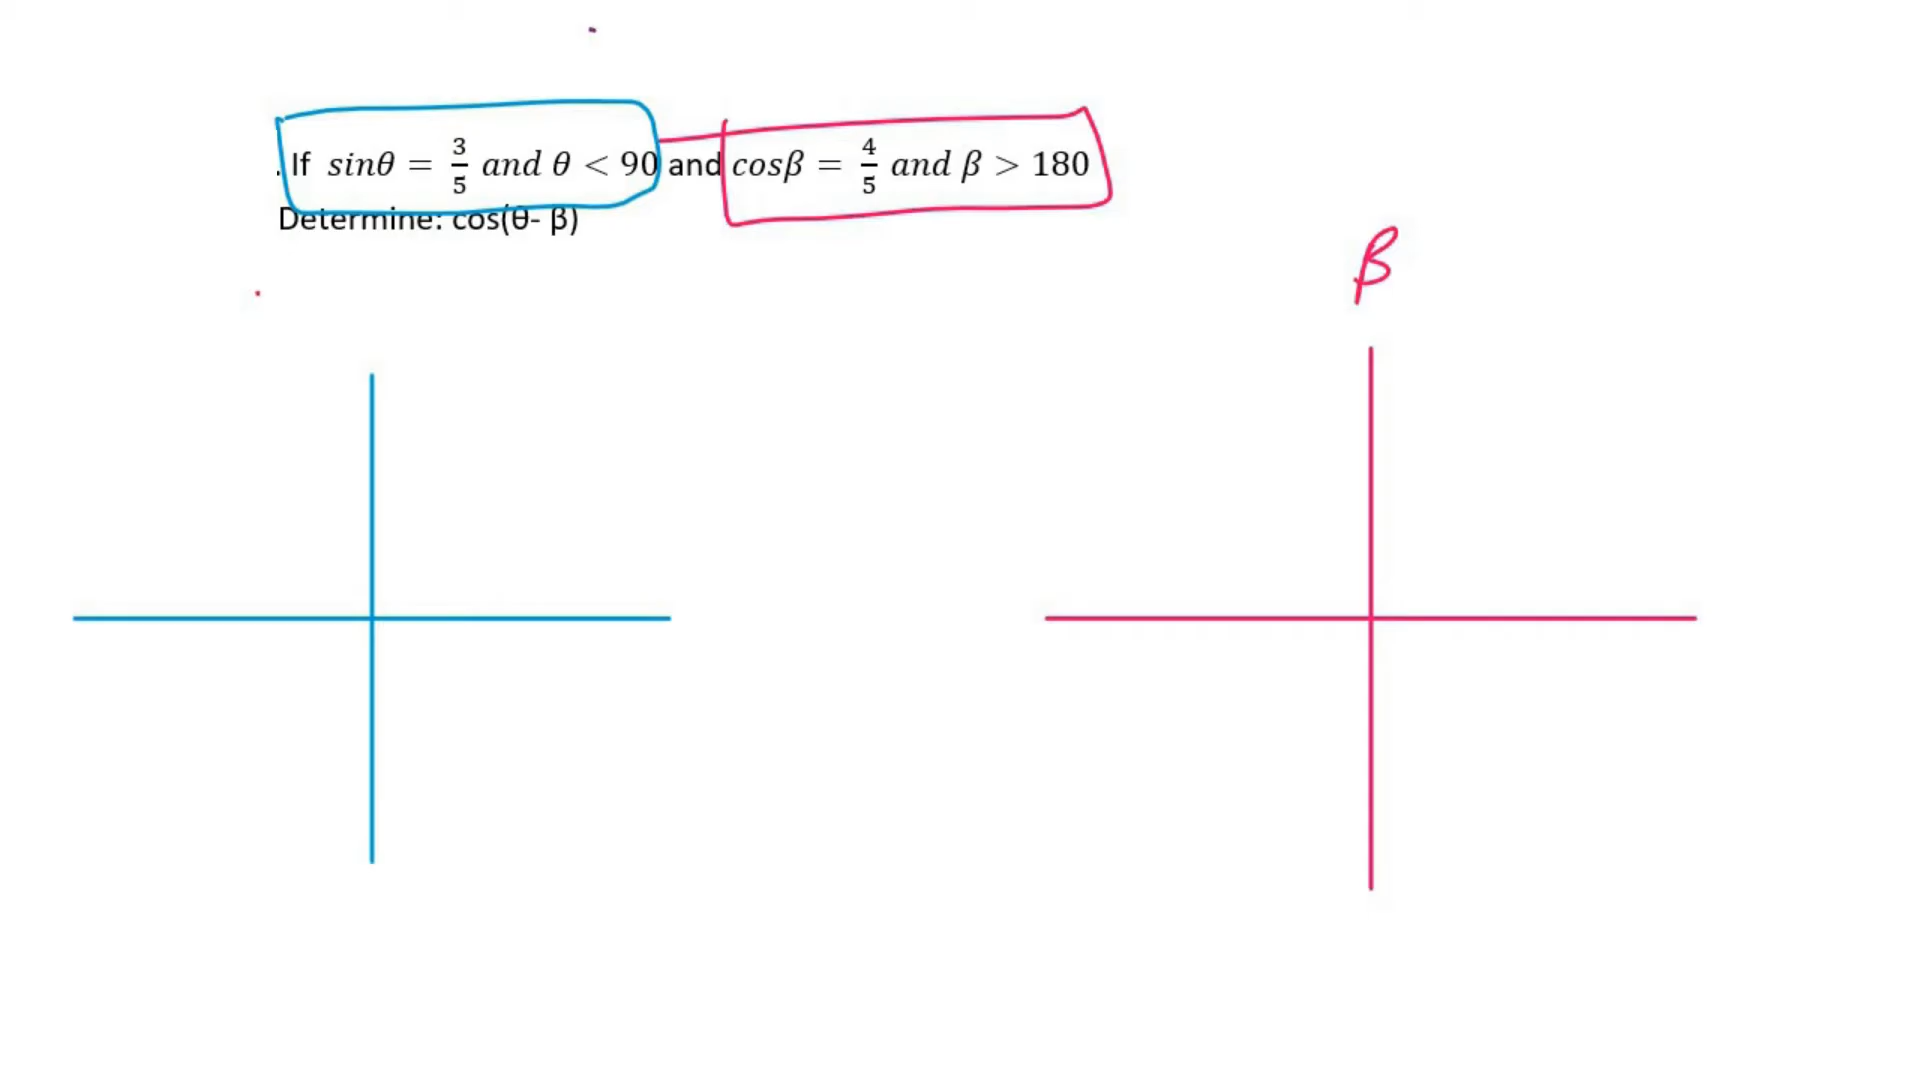 . If sinθ = 3/5 and θ < 90 and cosβ = 4/5 and β > 180
Determine: cos(θ- β)
β